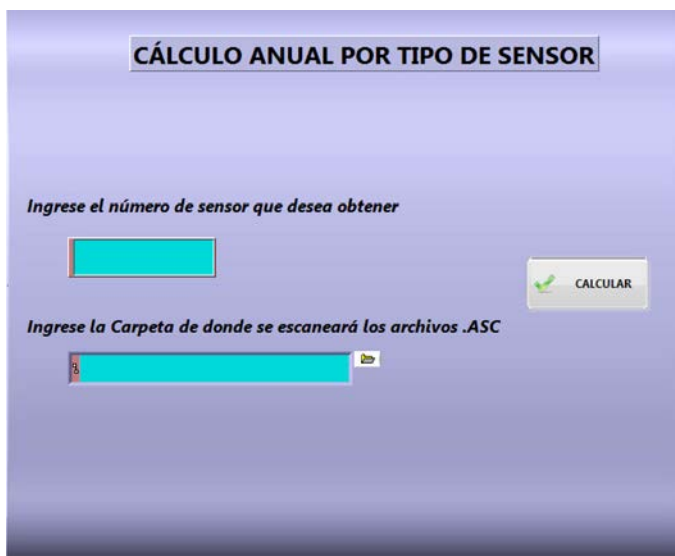 CÁLCULO ANUAL POR TIPO DE SENSOR
Ingrese el número de sensor que desea obtener
CALCULAR
Ingrese la Carpeta de donde se escaneará los archivos .ASC